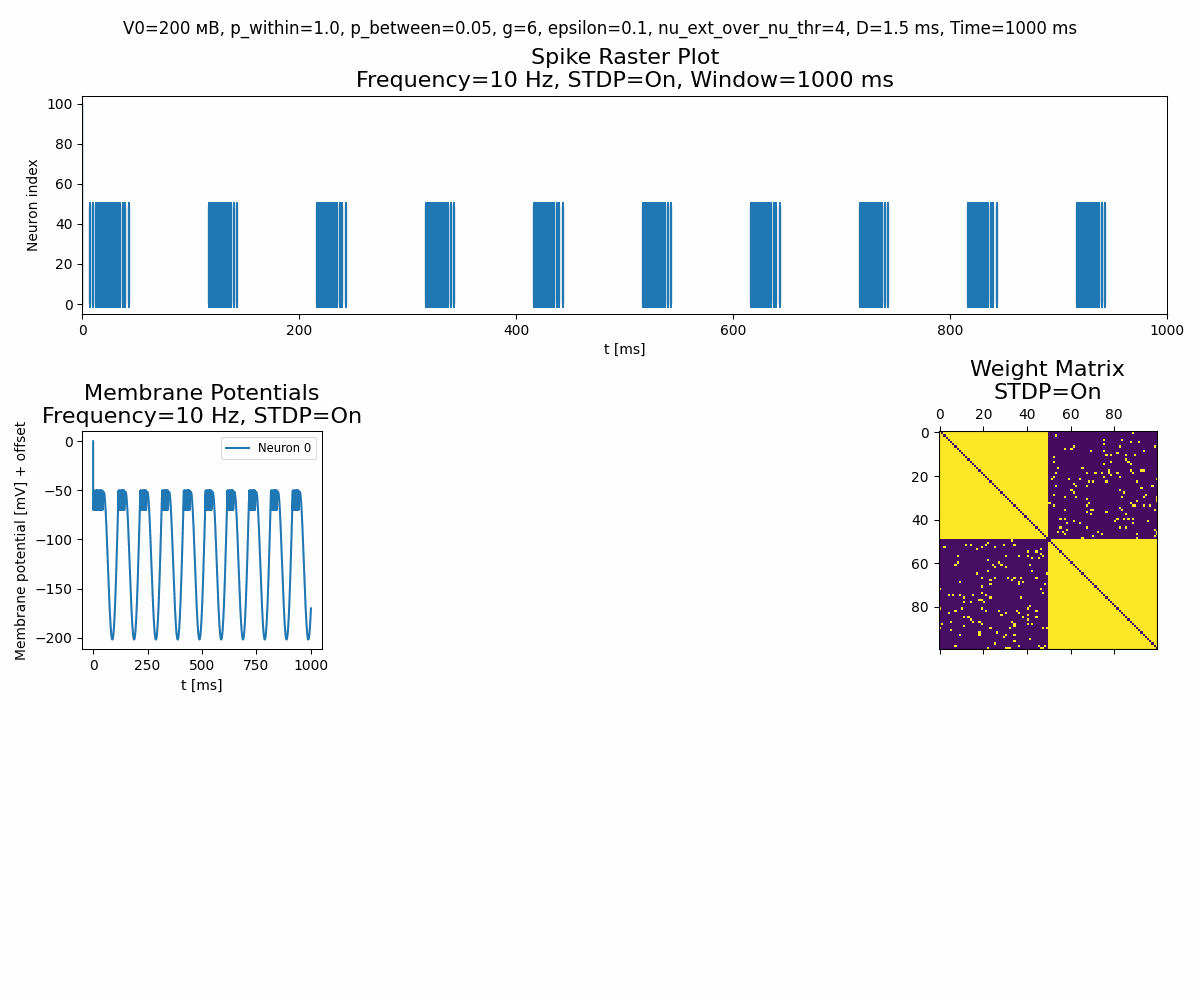 V0=200 мВ, p_within=1.0, p_between=0.05, g=6, epsilon=0.1, nu_ext_over_nu_thr=4, D=1.5 ms, Time=1000 ms
Spike Raster Plot
Frequency=10 Hz, STDP=On, Window=1000 ms
100
80
60
40
20
0
Neuron index
0 200 400 600 800 1000
t [ms]
Membrane Potentials
Frequency=10 Hz, STDP=On
0
−50
−100
−150
−200
Membrane potential [mV] + offset
Neuron 0
0 250 500 750 1000
t [ms]
Weight Matrix
STDP=On
0 20 40 60 80
0
20
40
60
80